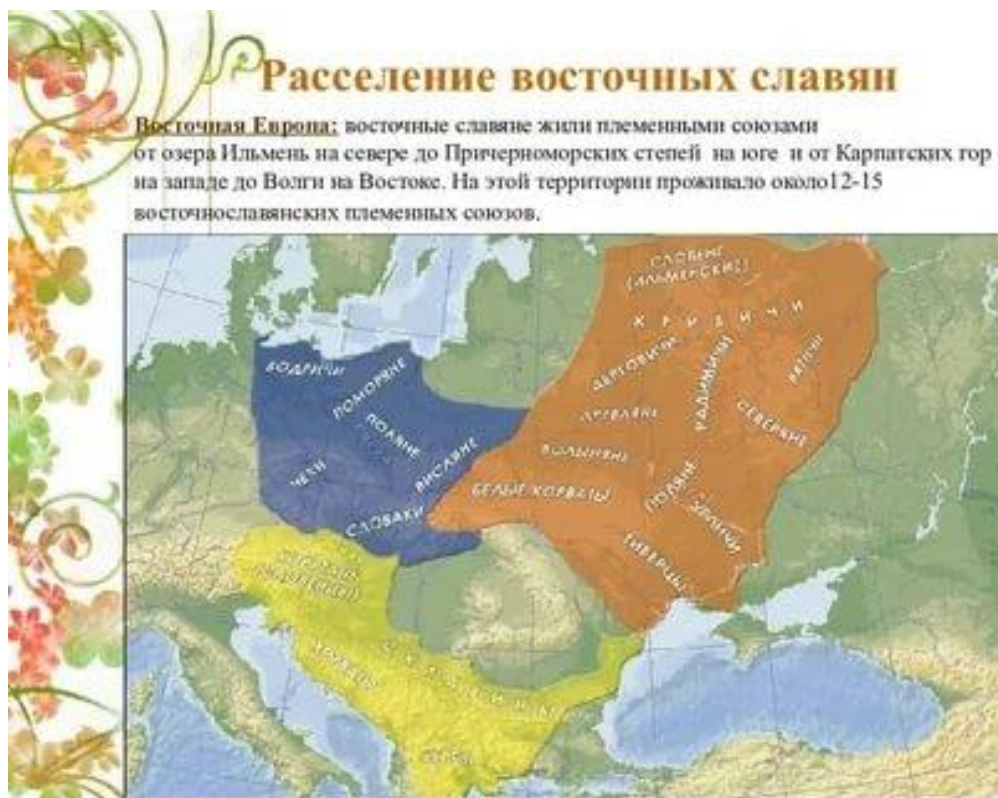 Расселение восточных славян
Восточная Европа: восточные славяне жили племенными союзами
от озера Ильмень на севере до Причерноморских степей на юге и от Карпатских гор
на западе до Волги на Востоке. На этой территории проживало около12-15
восточнославянских племенных союзов.
СЛОВЕНЕ
(ИЛЬМЕНСКИЕ)
КРИВИЧИ
БОДРИЧИ
ПОМОРЯНЕ
РАДИМИЧИ
ВЯТИЧИ
ПОЛЯНЕ
ДРЕВЛЯНЕ
СЕВЕРЯНЕ
ВИСЛЯНЕ
ВОЛЫНЯНЕ
ЧЕХИ
БЕЛЫЕ ХОРВАТЫ
ПОЛЯНЕ
СЛОВАКИ
УЛИЧИ
ТИВЕРЦЫ
ХОРВАТЫ
СЕРБЫ